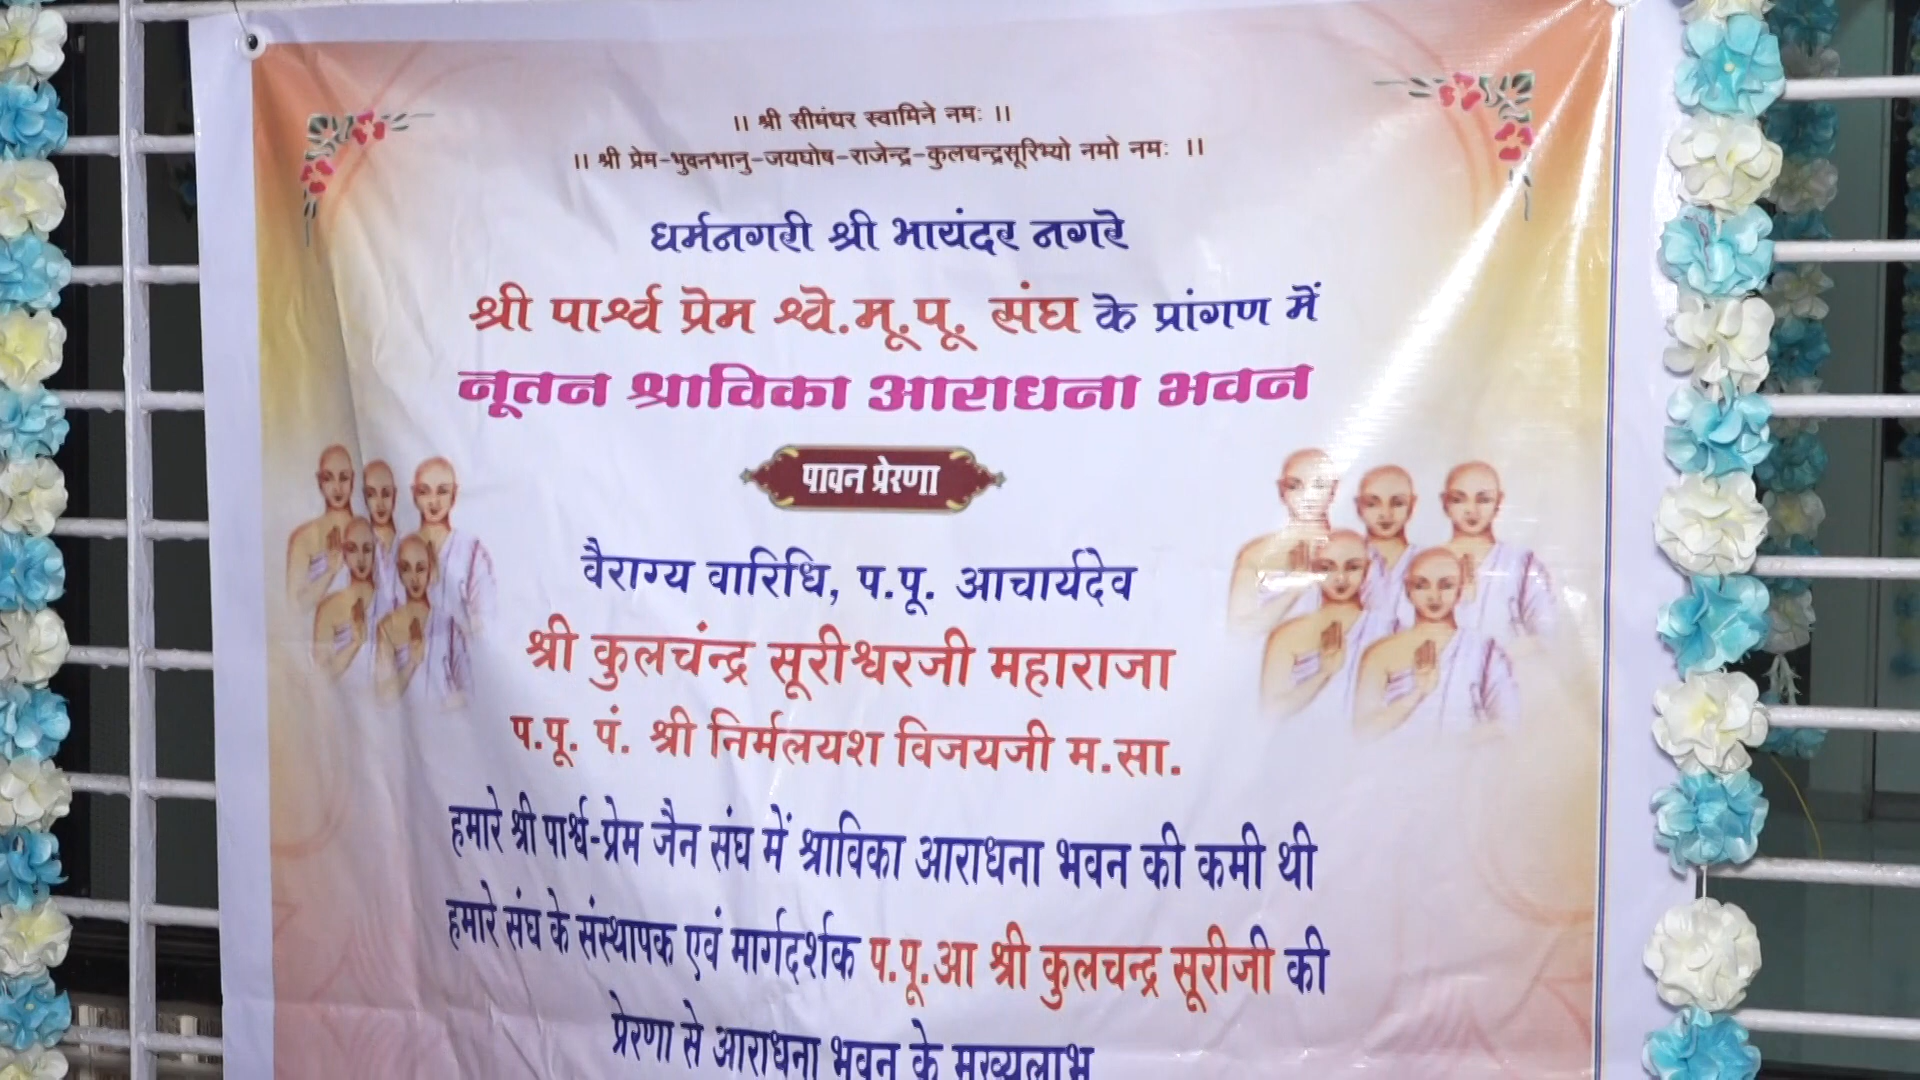 ।। श्री सीमंधर स्वामिने नमः ।।
।। श्री प्रेम-भुवनभानु-जयघोष-राजेन्द्र-कुलचन्द्रसूरिभ्यो नमो नमः ।।
धर्मनगरी श्री भायंदर नगरे
श्री पार्श्व प्रेम श्वे.मू.पू. संघ के प्रांगण में
नूतन श्राविका आराधना भवन
पावन प्रेरणा
वैराग्य वारिधि, प.पू. आचार्यदेव
श्री कुलचंन्द्र सूरीश्वरजी महाराजा
प.पू. पं. श्री निर्मलयश विजयजी म.सा.
हमारे श्री पार्श्व-प्रेम जैन संघ में श्राविका आराधना भवन की कमी थी
हमारे संघ के संस्थापक एवं मार्गदर्शक प.पू.आ श्री कुलचन्द्र सूरीजी की
प्रेरणा से आराधना भवन के मुख्यलाभ